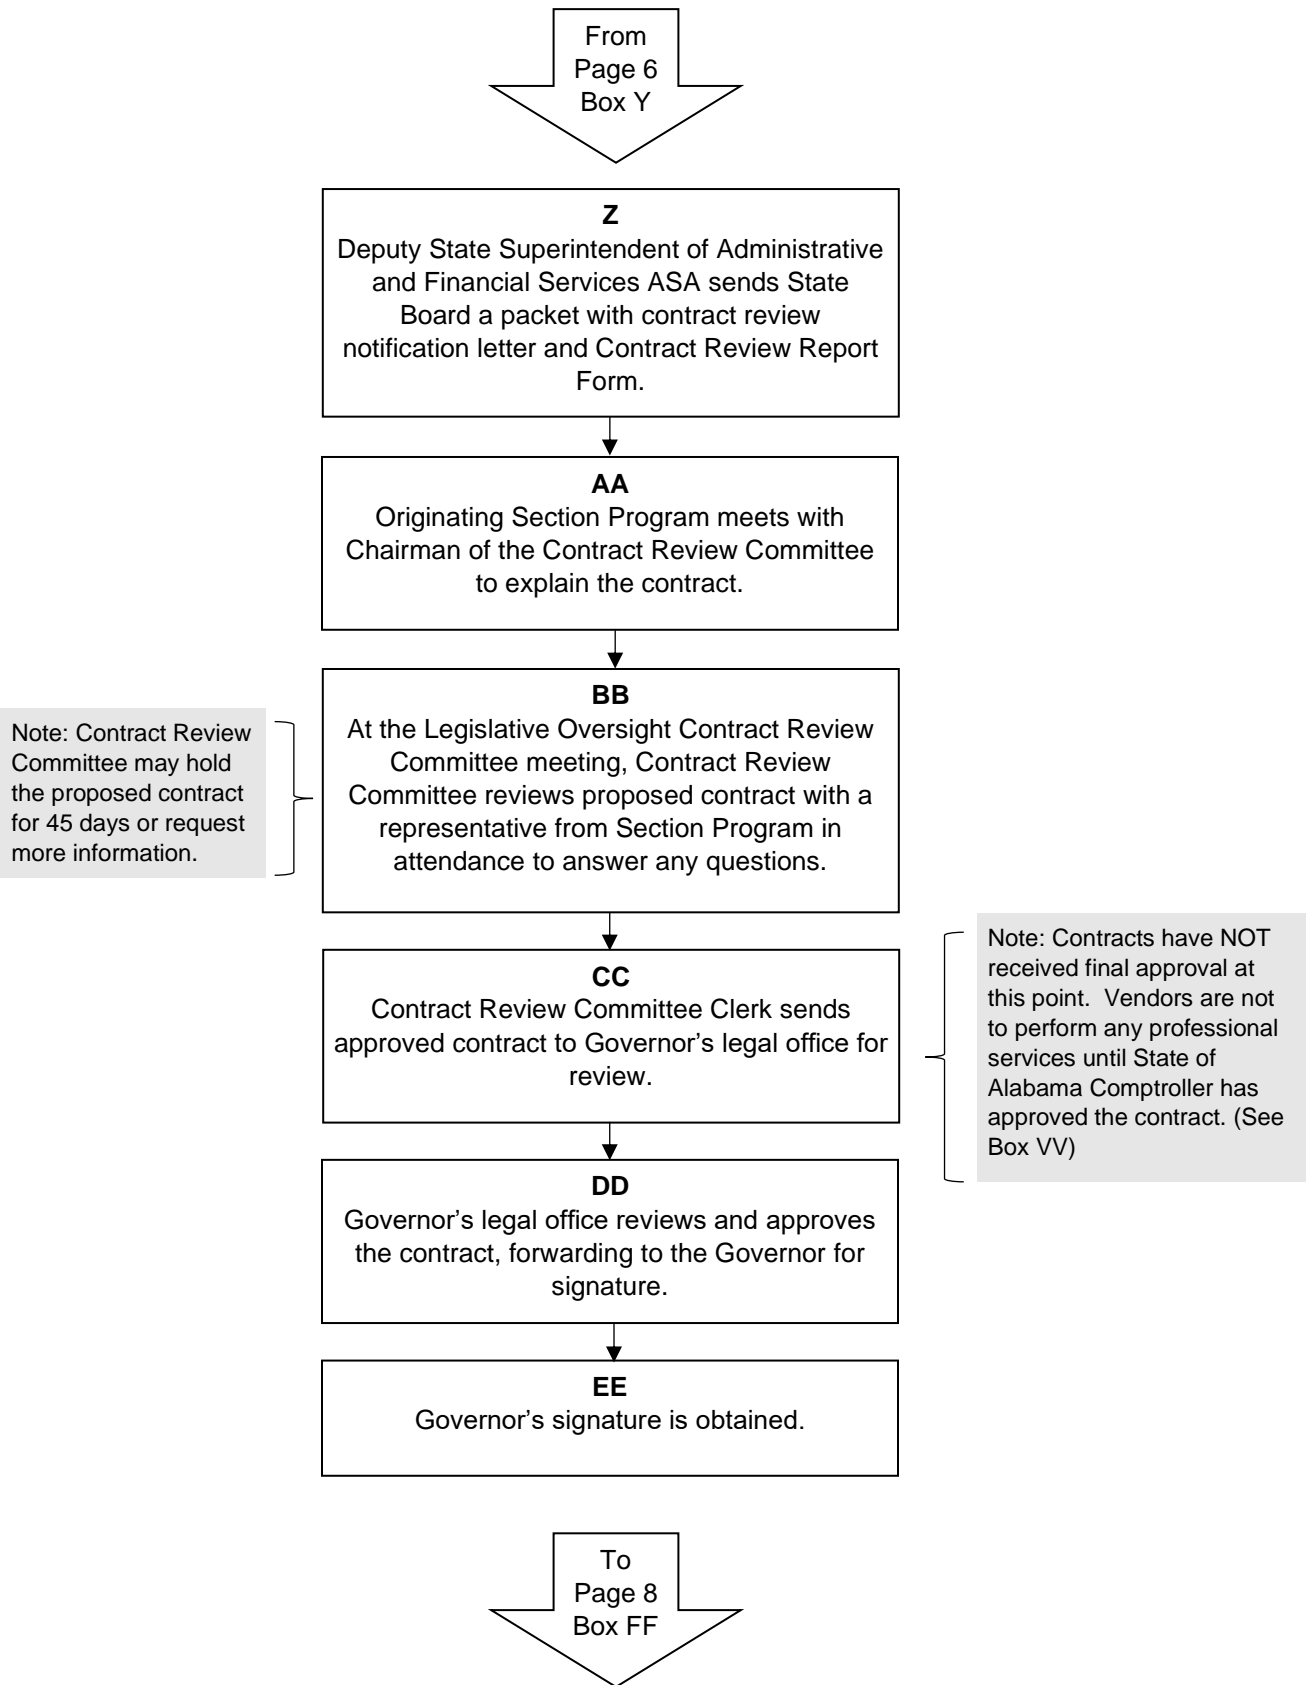 From
Page 6
Box Y
Z
Deputy State Superintendent of Administrative
and Financial Services ASA sends State
Board a packet with contract review
notification letter and Contract Review Report
Form.
AA
Originating Section Program meets with
Chairman of the Contract Review Committee
to explain the contract.
BB
At the Legislative Oversight Contract Review
Committee meeting, Contract Review
Committee reviews proposed contract with a
representative from Section Program in
attendance to answer any questions.
Note: Contract Review
Committee may hold
the proposed contract
for 45 days or request
more information.
CC
Contract Review Committee Clerk sends
approved contract to Governor’s legal office for
review.
Note: Contracts have NOT
received final approval at
this point.  Vendors are not
to perform any professional
services until State of
Alabama Comptroller has
approved the contract. (See
Box VV)
DD
Governor’s legal office reviews and approves
the contract, forwarding to the Governor for
signature.
EE
Governor’s signature is obtained.
To
Page 8
Box FF